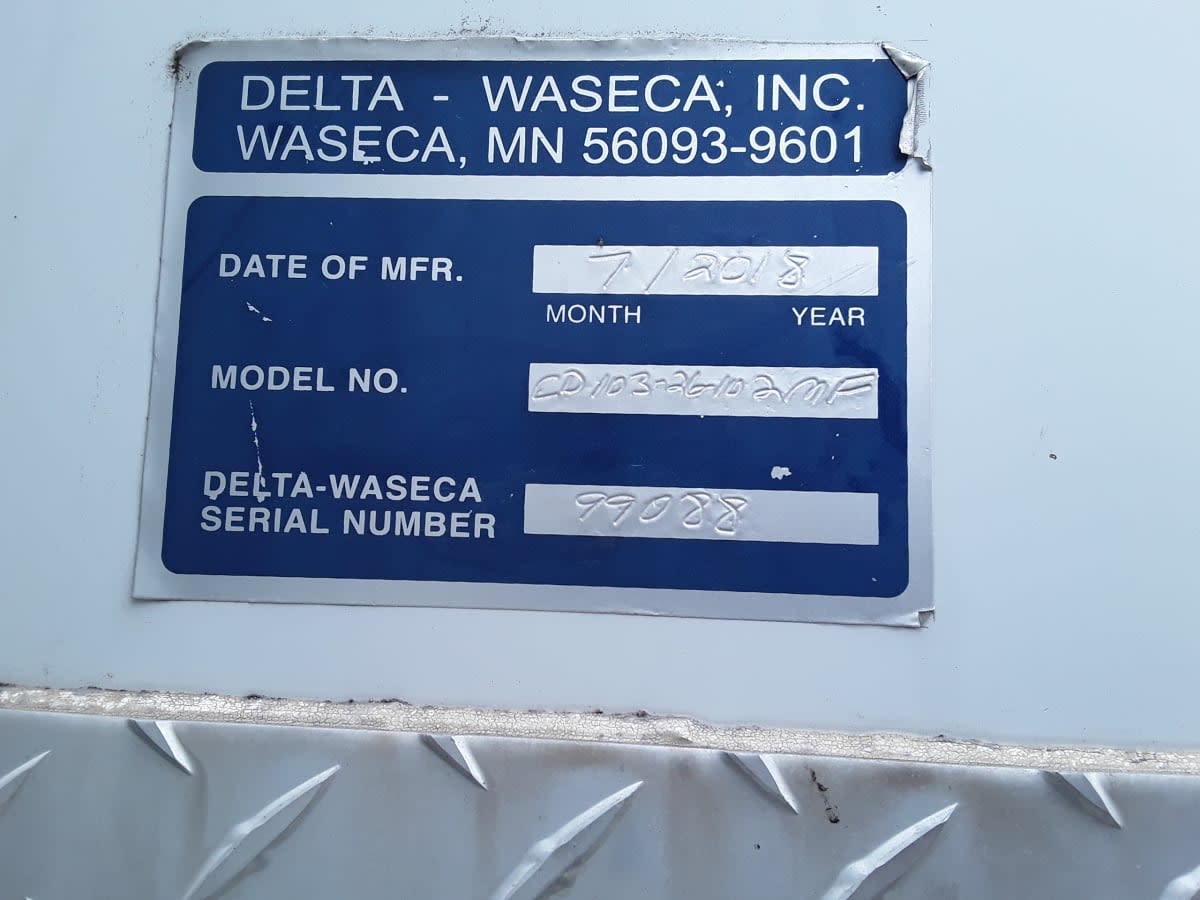 DELTA - WASECA, INC.
WASECA, MN 56093-9601
DATE OF MFR. 7/2018
MONTH YEAR
MODEL NO. CD103-26-102MF
DELTA-WASECA
SERIAL NUMBER 99088